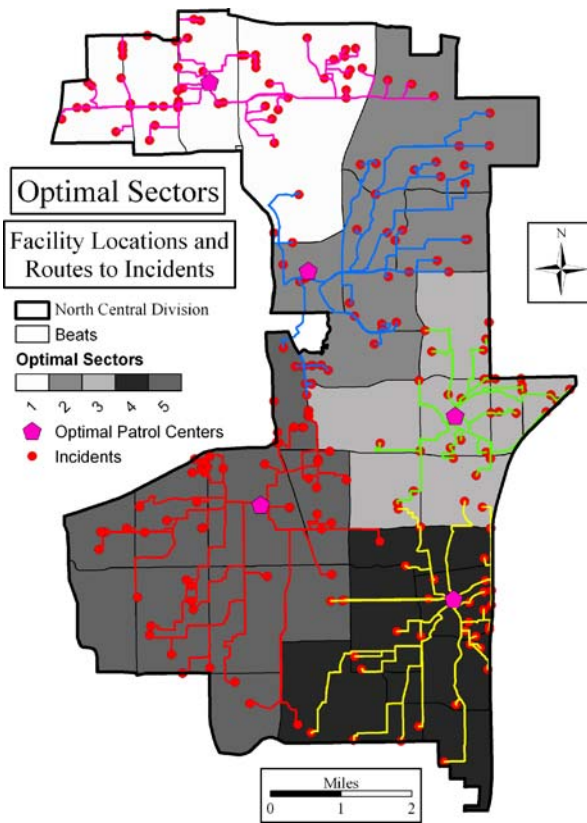 N
Optimal Sectors
Facility Locations and
Routes to Incidents
North Central Division
Beats
Optimal Sectors
1 2 3 4 5
Optimal Patrol Centers
Incidents
Miles
0 1 2